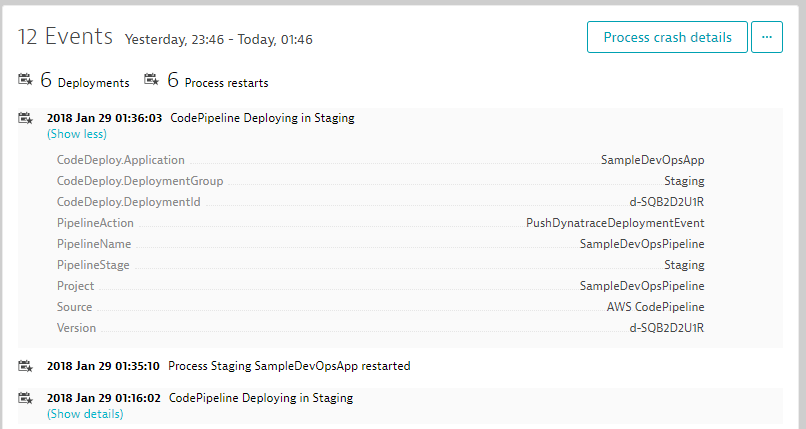 12 Events Yesterday, 23:46 - Today, 01:46 Process crash details ...
6 Deployments 6 Process restarts
2018 Jan 29 01:36:03 CodePipeline Deploying in Staging
(Show less)
CodeDeploy.Application SampleDevOpsApp
CodeDeploy.DeploymentGroup Staging
CodeDeploy.DeploymentId d-SQB2D2U1R
PipelineAction PushDynatraceDeploymentEvent
PipelineName SampleDevOpsPipeline
PipelineStage Staging
Project SampleDevOpsPipeline
Source AWS CodePipeline
Version d-SQB2D2U1R
2018 Jan 29 01:35:10 Process Staging SampleDevOpsApp restarted
2018 Jan 29 01:16:02 CodePipeline Deploying in Staging
(Show details)